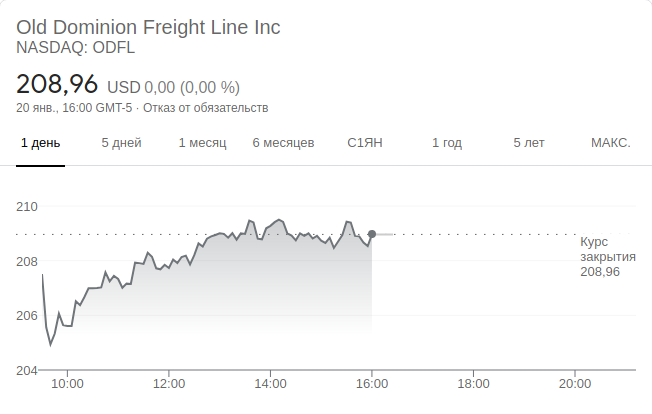 Old Dominion Freight Line Inc
NASDAQ: ODFL
208,96 USD 0,00 (0,00 %)
20 янв., 16:00 GMT-5 · Отказ от обязательств
1 день 5 дней 1 месяц 6 месяцев С1ЯН 1 год 5 лет МАКС.
210
208
206
204
Курс
закрытия
208,96
10:00 12:00 14:00 16:00 18:00 20:00